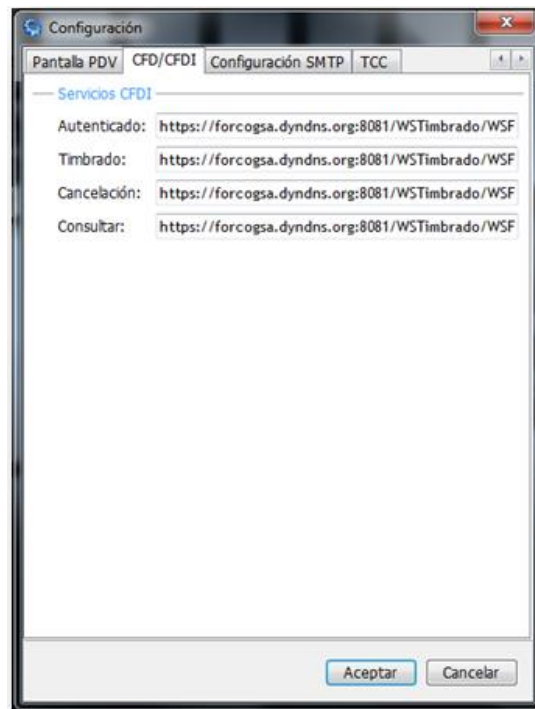 Configuración
Pantalla PDV CFD/CFDI Configuración SMTP TCC
Servicios CFDI
Autenticado: https://forcogsa.dyndns.org:8081/WSTimbrado/WSF
Timbrado: https://forcogsa.dyndns.org:8081/WSTimbrado/WSF
Cancelación: https://forcogsa.dyndns.org:8081/WSTimbrado/WSF
Consultar: https://forcogsa.dyndns.org:8081/WSTimbrado/WSF
Aceptar Cancelar